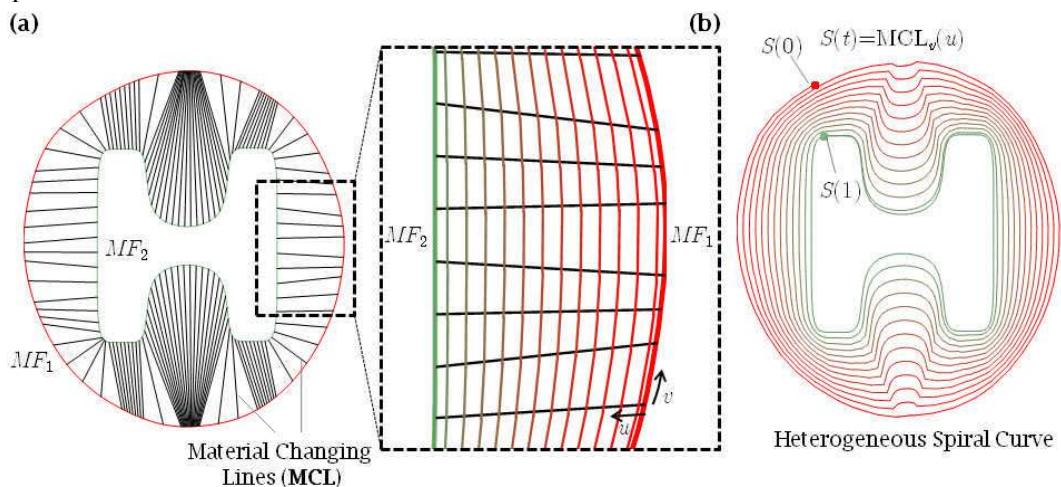 (a)
MF₂
MF₁
Material Changing
Lines (MCL)
MF₂
MF₁
v
u
(b)
S(0)
S(t)=MCLᵥ(u)
S(1)
Heterogeneous Spiral Curve